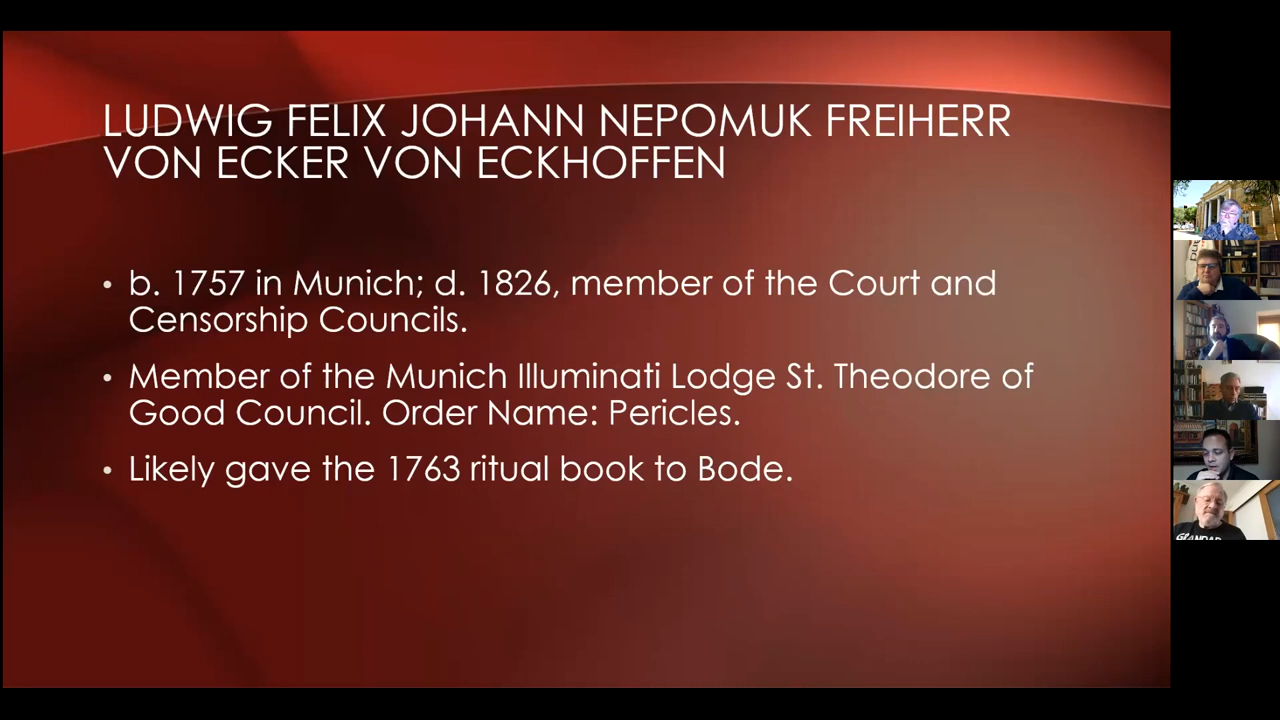 LUDWIG FELIX JOHANN NEPOMUK FREIHERR
VON ECKER VON ECKHOFFEN
• b. 1757 in Munich; d. 1826, member of the Court and
Censorship Councils.
• Member of the Munich Illuminati Lodge St. Theodore of
Good Council. Order Name: Pericles.
• Likely gave the 1763 ritual book to Bode.